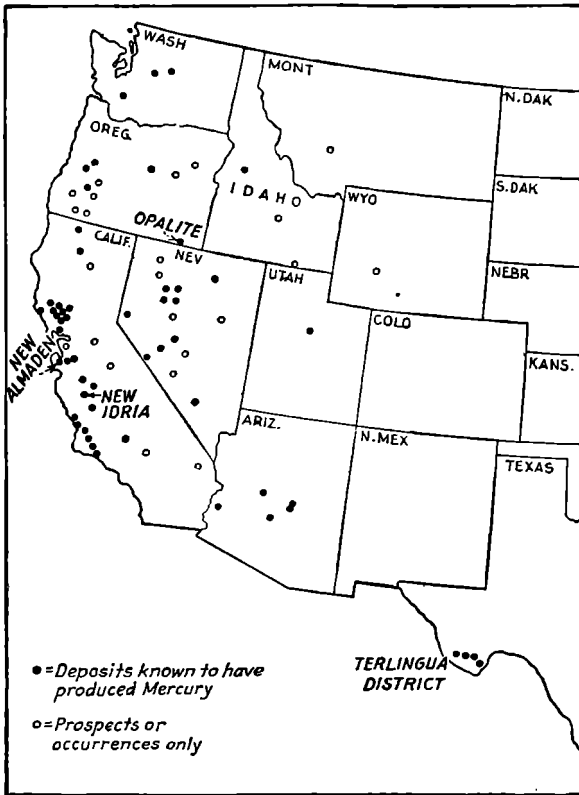 WASH
MONT
N. DAK
OREG.
IDAHO
S. DAK
WYO
OPALITE
CALIF.
NEV
UTAH
NEBR
COLO
KANS.
NEW
ALMADEN
NEW
IDRIA
ARIZ.
N. MEX
TEXAS
TERLINGUA
DISTRICT
● = Deposits known to have
produced Mercury
○ = Prospects or
occurrences only